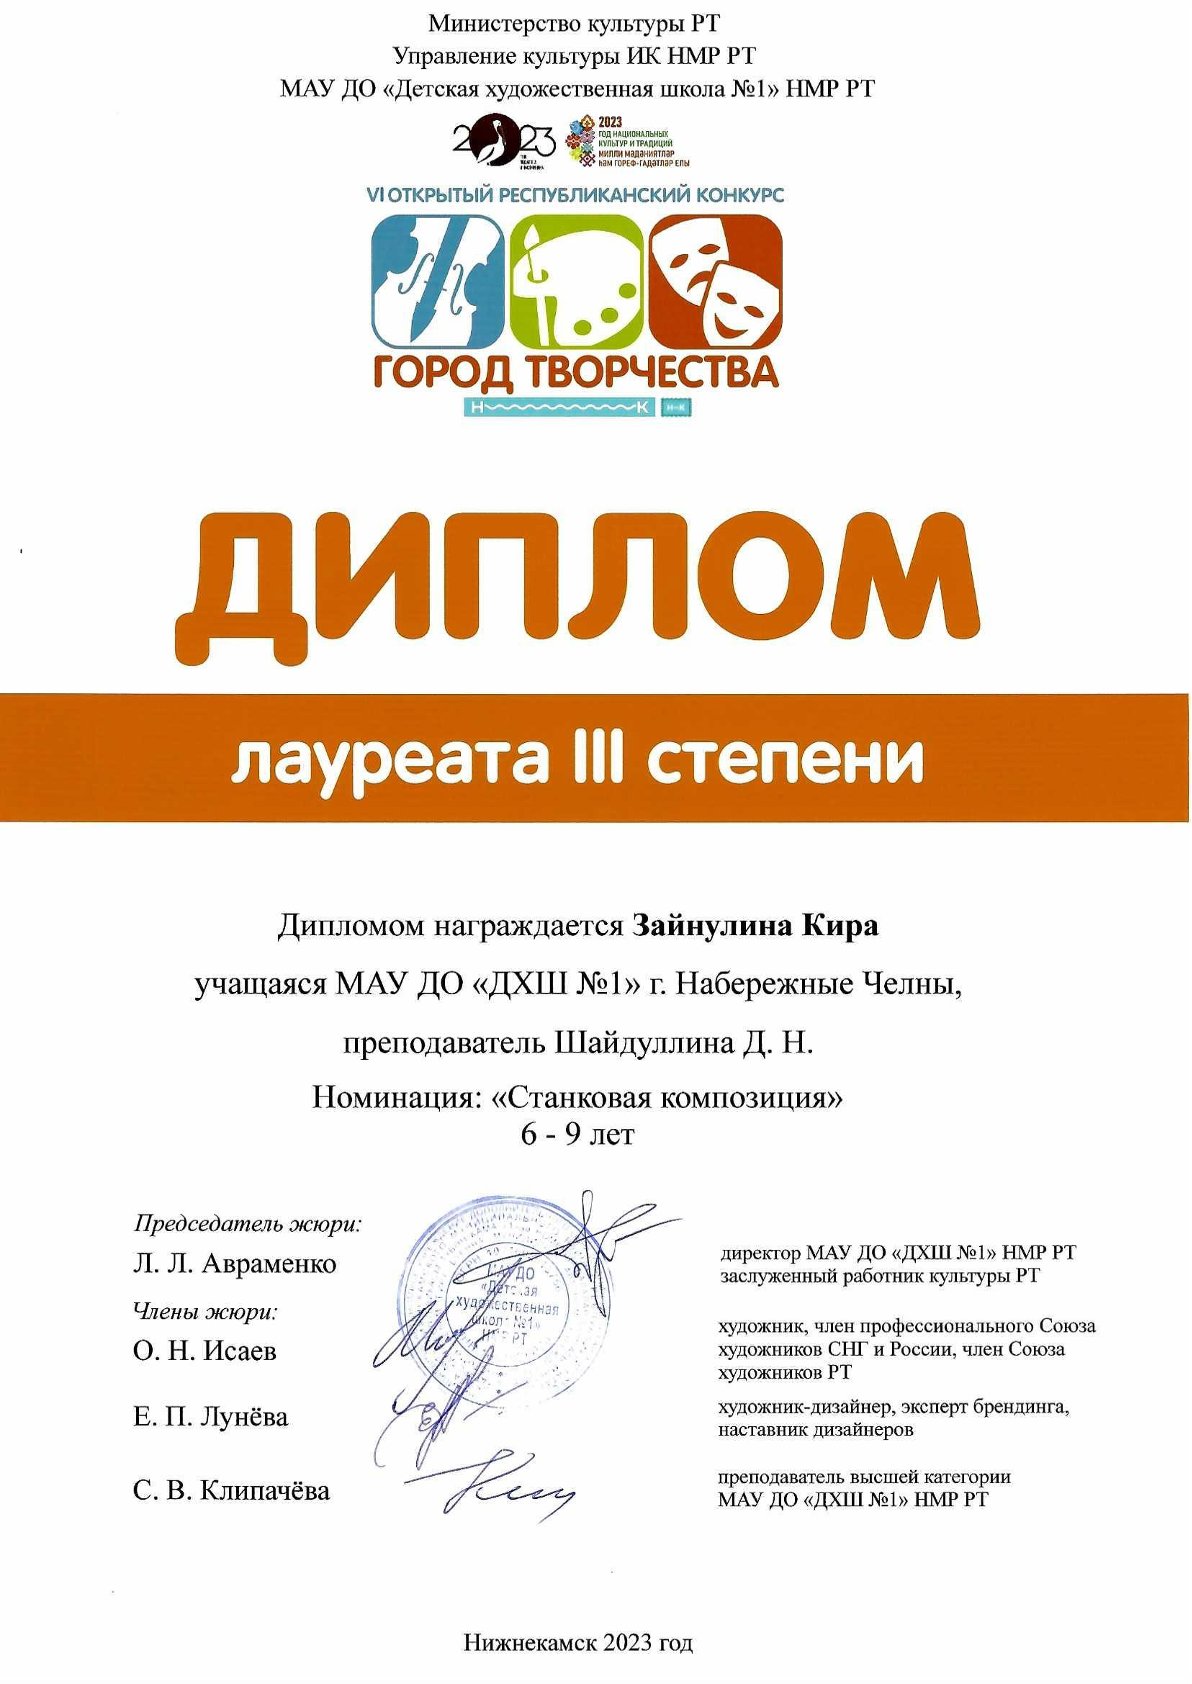 Министерство культуры РТ
Управление культуры ИК НМР РТ
МАУ ДО «Детская художественная школа №1» НМР РТ
2023
2023
ГОД НАЦИОНАЛЬНЫХ
КУЛЬТУР И ТРАДИЦИЙ
МИЛЛИ МӘДӘНИЯТЛӘР
ҺӘМ ГОРЕФ-ГАДӘТЛӘР ЕЛЫ
VI ОТКРЫТЫЙ РЕСПУБЛИКАНСКИЙ КОНКУРС
ГОРОД ТВОРЧЕСТВА
Н К Н К
ДИПЛОМ
лауреата III степени
Дипломом награждается Зайнулина Кира
учащаяся МАУ ДО «ДХШ №1» г. Набережные Челны,
преподаватель Шайдуллина Д. Н.
Номинация: «Станковая композиция»
6 - 9 лет
Председатель жюри:
Л. Л. Авраменко
директор МАУ ДО «ДХШ №1» НМР РТ
заслуженный работник культуры РТ
МАУ ДО
«Детская
художественная
школа №1»
НМР РТ
Члены жюри:
О. Н. Исаев
художник, член профессионального Союза
художников СНГ и России, член Союза
художников РТ
Е. П. Лунёва
художник-дизайнер, эксперт брендинга,
наставник дизайнеров
С. В. Клипачёва
преподаватель высшей категории
МАУ ДО «ДХШ №1» НМР РТ
Нижнекамск 2023 год